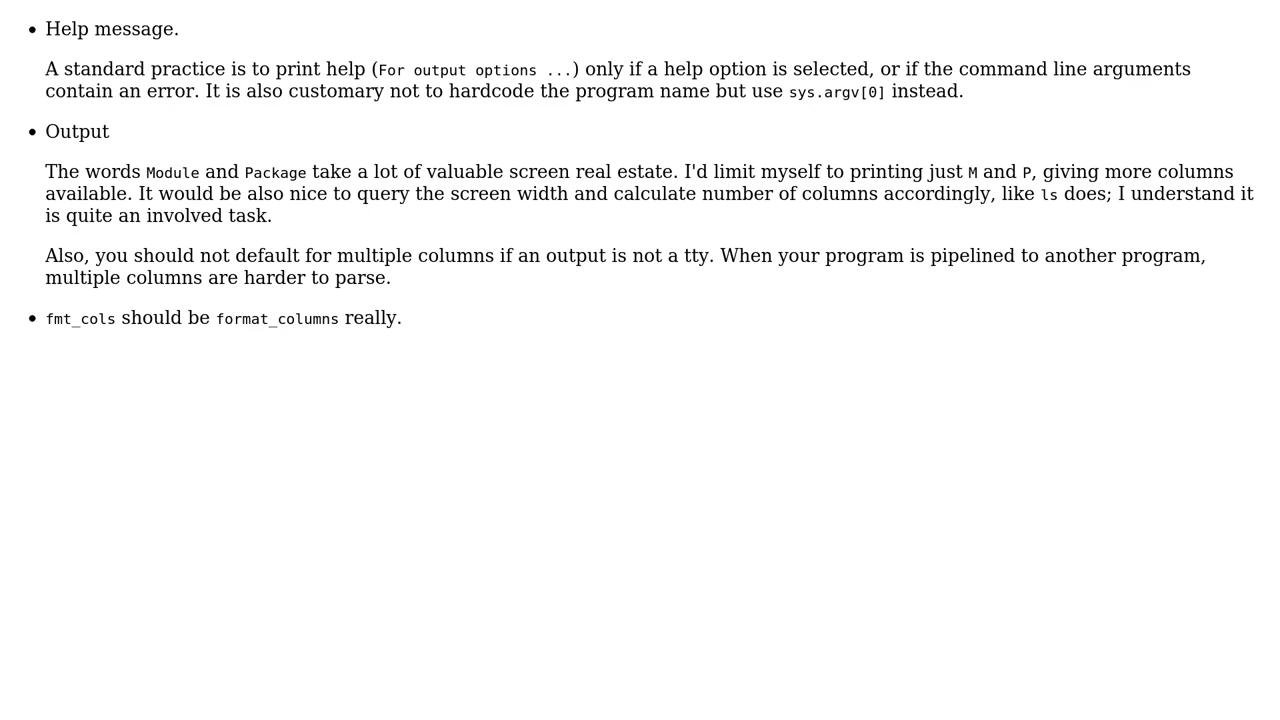 Help message.
A standard practice is to print help (For output options ...) only if a help option is selected, or if the command line arguments
contain an error. It is also customary not to hardcode the program name but use sys.argv[0] instead.
Output
The words Module and Package take a lot of valuable screen real estate. I'd limit myself to printing just M and P, giving more columns
available. It would be also nice to query the screen width and calculate number of columns accordingly, like ls does; I understand it
is quite an involved task.
Also, you should not default for multiple columns if an output is not a tty. When your program is pipelined to another program,
multiple columns are harder to parse.
fmt_cols should be format_columns really.